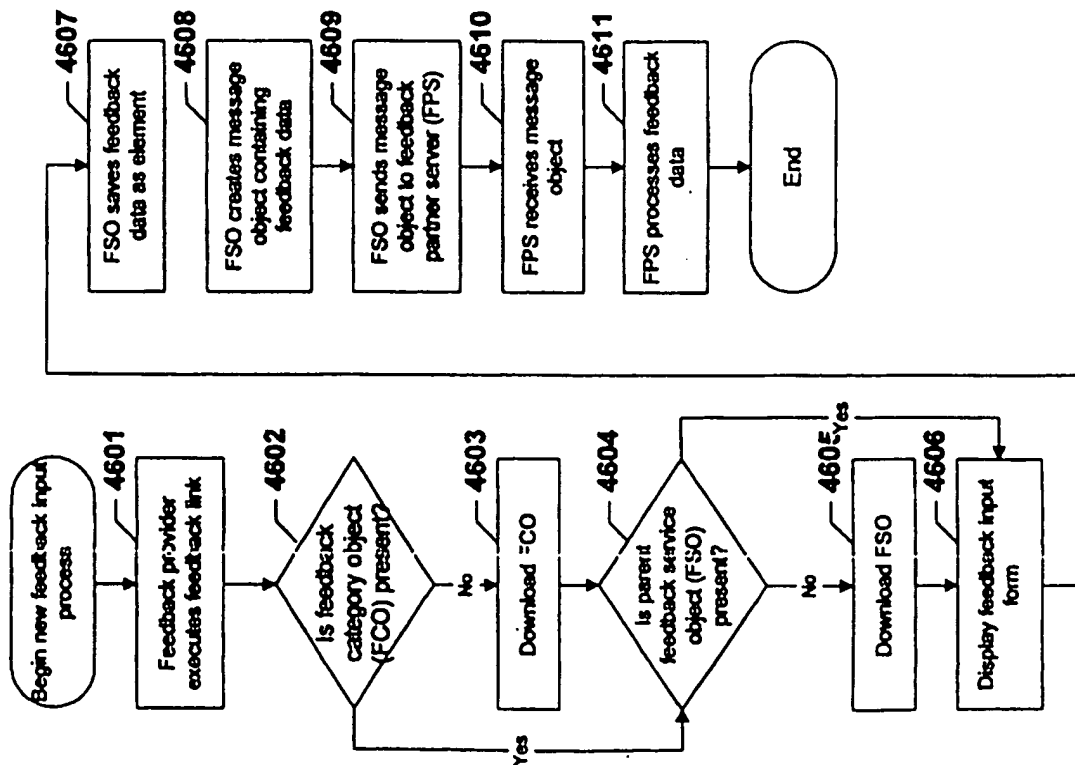 Begin new feedback input
process
4601
Feedback provider
executes feedback link
4602
Is feedback
category object
(FCO) present?
No
Yes
4603
Download FCO
4604
Is parent
feedback service
object (FSO)
present?
No
Yes
4605
Download FSO
4606
Display feedback input
form
4607
FSO saves feedback
data as element
4608
FSO creates message
object containing
feedback data
4609
FSO sends message
object to feedback
partner server (FPS)
4610
FPS receives message
object
4611
FPS processes feedback
data
End